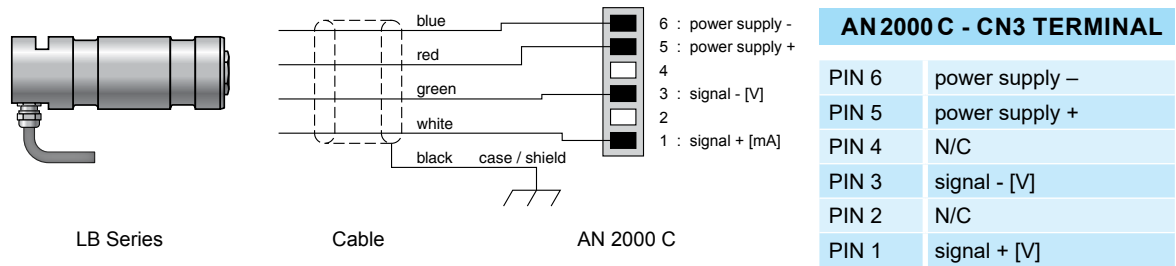 blue
red
green
white
black case / shield
6 : power supply -
5 : power supply +
4
3 : signal - [V]
2
1 : signal + [mA]
LB Series
Cable
AN 2000 C
AN 2000 C - CN3 TERMINAL
PIN 6 power supply –
PIN 5 power supply +
PIN 4 N/C
PIN 3 signal - [V]
PIN 2 N/C
PIN 1 signal + [V]